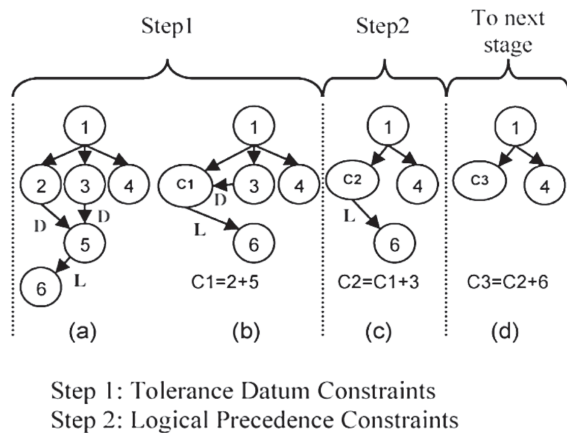 Step1
Step2
To next
stage
1
2
3
4
D
D
5
L
6
1
C1
D
3
4
L
6
C1=2+5
1
C2
4
L
6
C2=C1+3
1
C3
4
C3=C2+6
(a)
(b)
(c)
(d)
Step 1: Tolerance Datum Constraints
Step 2: Logical Precedence Constraints